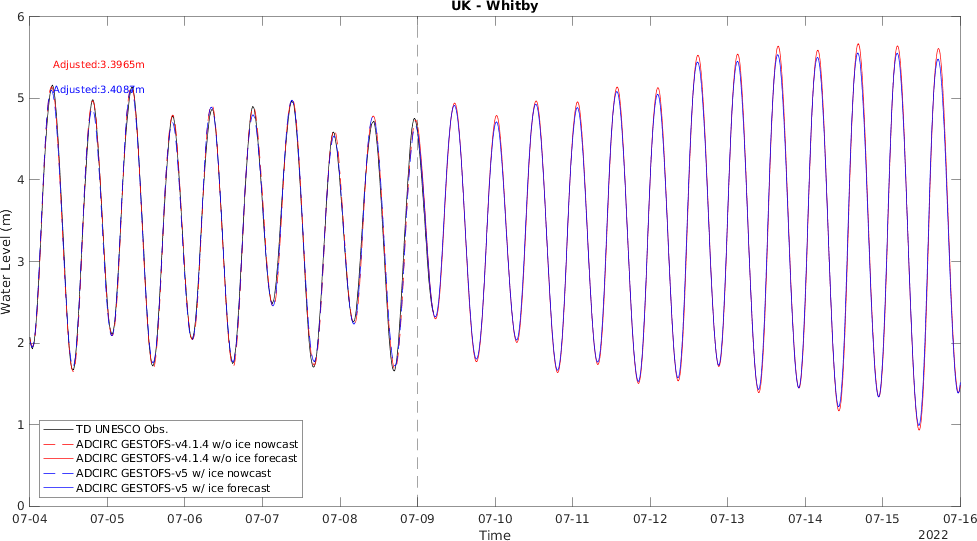 UK - Whitby
Adjusted:3.3965m
6
5
4
3
2
1
0
Water Level (m)
TD UNESCO Obs.
ADCIRC GESTOFS-v4.1.4 w/o ice nowcast
ADCIRC GESTOFS-v4.1.4 w/o ice forecast
ADCIRC GESTOFS-v5 w/ ice nowcast
ADCIRC GESTOFS-v5 w/ ice forecast
07-04 07-05 07-06 07-07 07-08 07-09 07-10 07-11 07-12 07-13 07-14 07-15 07-16
Time
2022